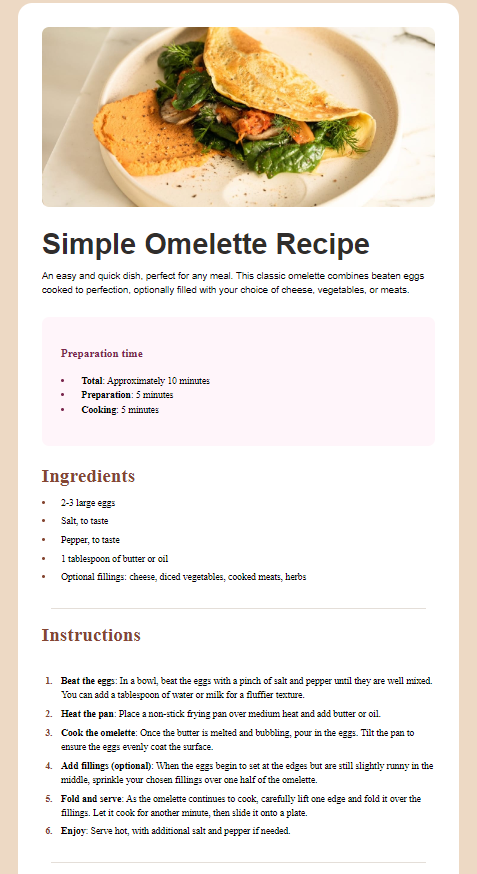 Simple Omelette Recipe
An easy and quick dish, perfect for any meal. This classic omelette combines beaten eggs
cooked to perfection, optionally filled with your choice of cheese, vegetables, or meats.
Preparation time
• Total: Approximately 10 minutes
• Preparation: 5 minutes
• Cooking: 5 minutes
Ingredients
• 2-3 large eggs
• Salt, to taste
• Pepper, to taste
• 1 tablespoon of butter or oil
• Optional fillings: cheese, diced vegetables, cooked meats, herbs
Instructions
1. Beat the eggs: In a bowl, beat the eggs with a pinch of salt and pepper until they are well mixed.
You can add a tablespoon of water or milk for a fluffier texture.
2. Heat the pan: Place a non-stick frying pan over medium heat and add butter or oil.
3. Cook the omelette: Once the butter is melted and bubbling, pour in the eggs. Tilt the pan to
ensure the eggs evenly coat the surface.
4. Add fillings (optional): When the eggs begin to set at the edges but are still slightly runny in the
middle, sprinkle your chosen fillings over one half of the omelette.
5. Fold and serve: As the omelette continues to cook, carefully lift one edge and fold it over the
fillings. Let it cook for another minute, then slide it onto a plate.
6. Enjoy: Serve hot, with additional salt and pepper if needed.